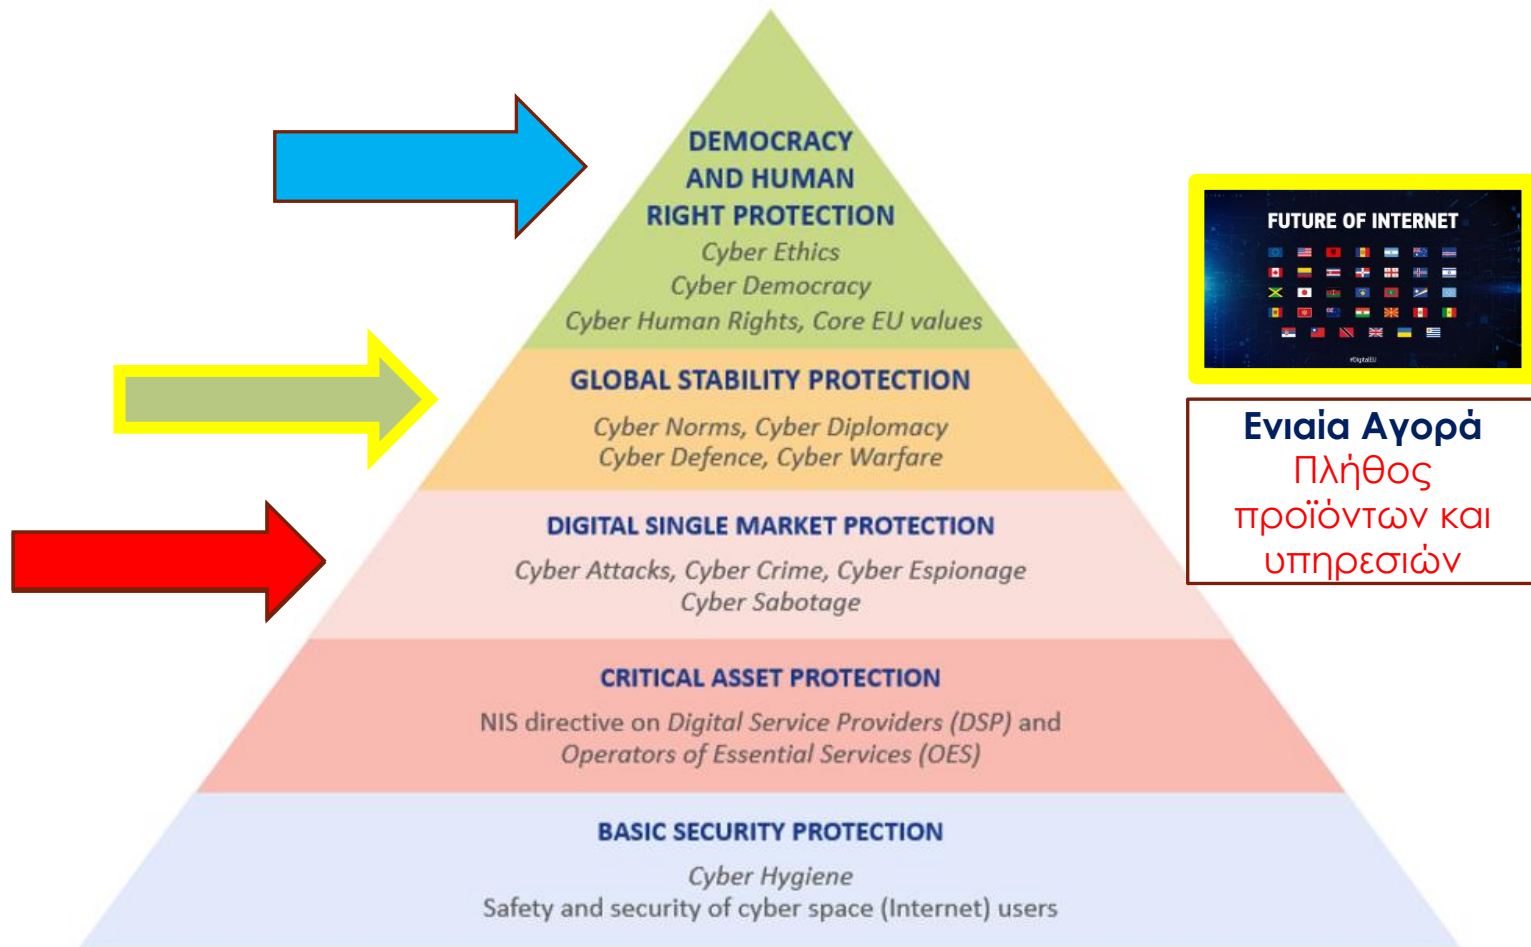 DEMOCRACY
AND HUMAN
RIGHT PROTECTION
Cyber Ethics
Cyber Democracy
Cyber Human Rights, Core EU values
GLOBAL STABILITY PROTECTION
Cyber Norms, Cyber Diplomacy
Cyber Defence, Cyber Warfare
DIGITAL SINGLE MARKET PROTECTION
Cyber Attacks, Cyber Crime, Cyber Espionage
Cyber Sabotage
CRITICAL ASSET PROTECTION
NIS directive on Digital Service Providers (DSP) and
Operators of Essential Services (OES)
BASIC SECURITY PROTECTION
Cyber Hygiene
Safety and security of cyber space (Internet) users
FUTURE OF INTERNET
#DigitalEU
Ενιαία Αγορά
Πλήθος
προϊόντων και
υπηρεσιών